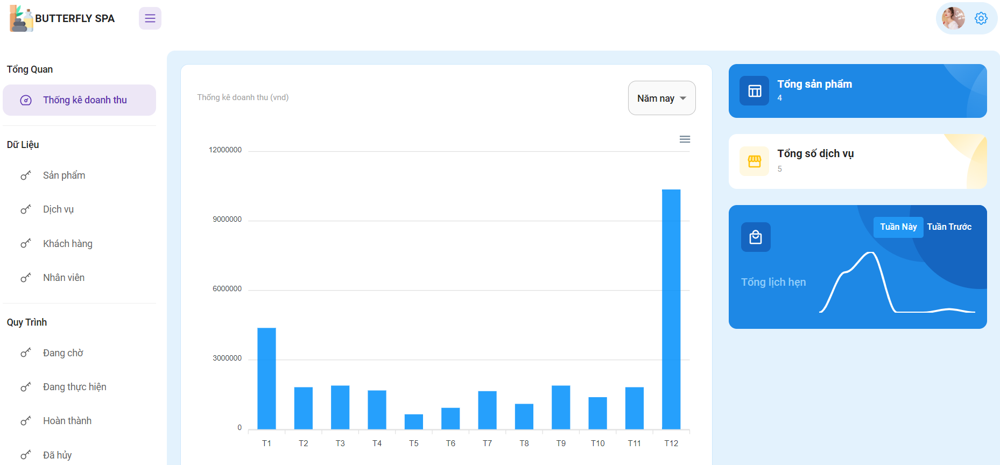 BUTTERFLY SPA
Tổng Quan
Thống kê doanh thu
Dữ Liệu
Sản phẩm
Dịch vụ
Khách hàng
Nhân viên
Quy Trình
Đang chờ
Đang thực hiện
Hoàn thành
Đã hủy
Thống kê doanh thu (vnd)
Năm nay
12000000
9000000
6000000
3000000
0
T1 T2 T3 T4 T5 T6 T7 T8 T9 T10 T11 T12
Tổng sản phẩm
4
Tổng số dịch vụ
5
Tuần Này Tuần Trước
Tổng lịch hẹn